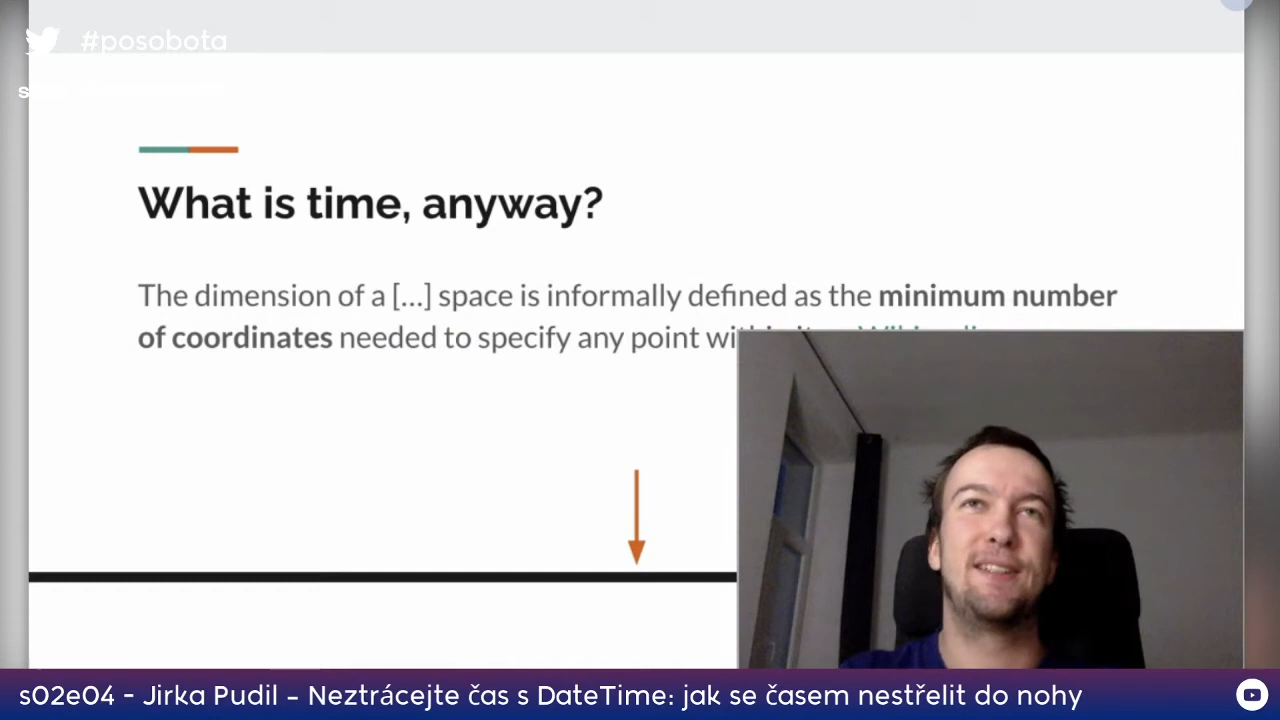 #posobota
What is time, anyway?
The dimension of a [...] space is informally defined as the minimum number
of coordinates needed to specify any point
s02e04 - Jirka Pudil – Neztrácejte čas s DateTime: jak se časem nestřelit do nohy